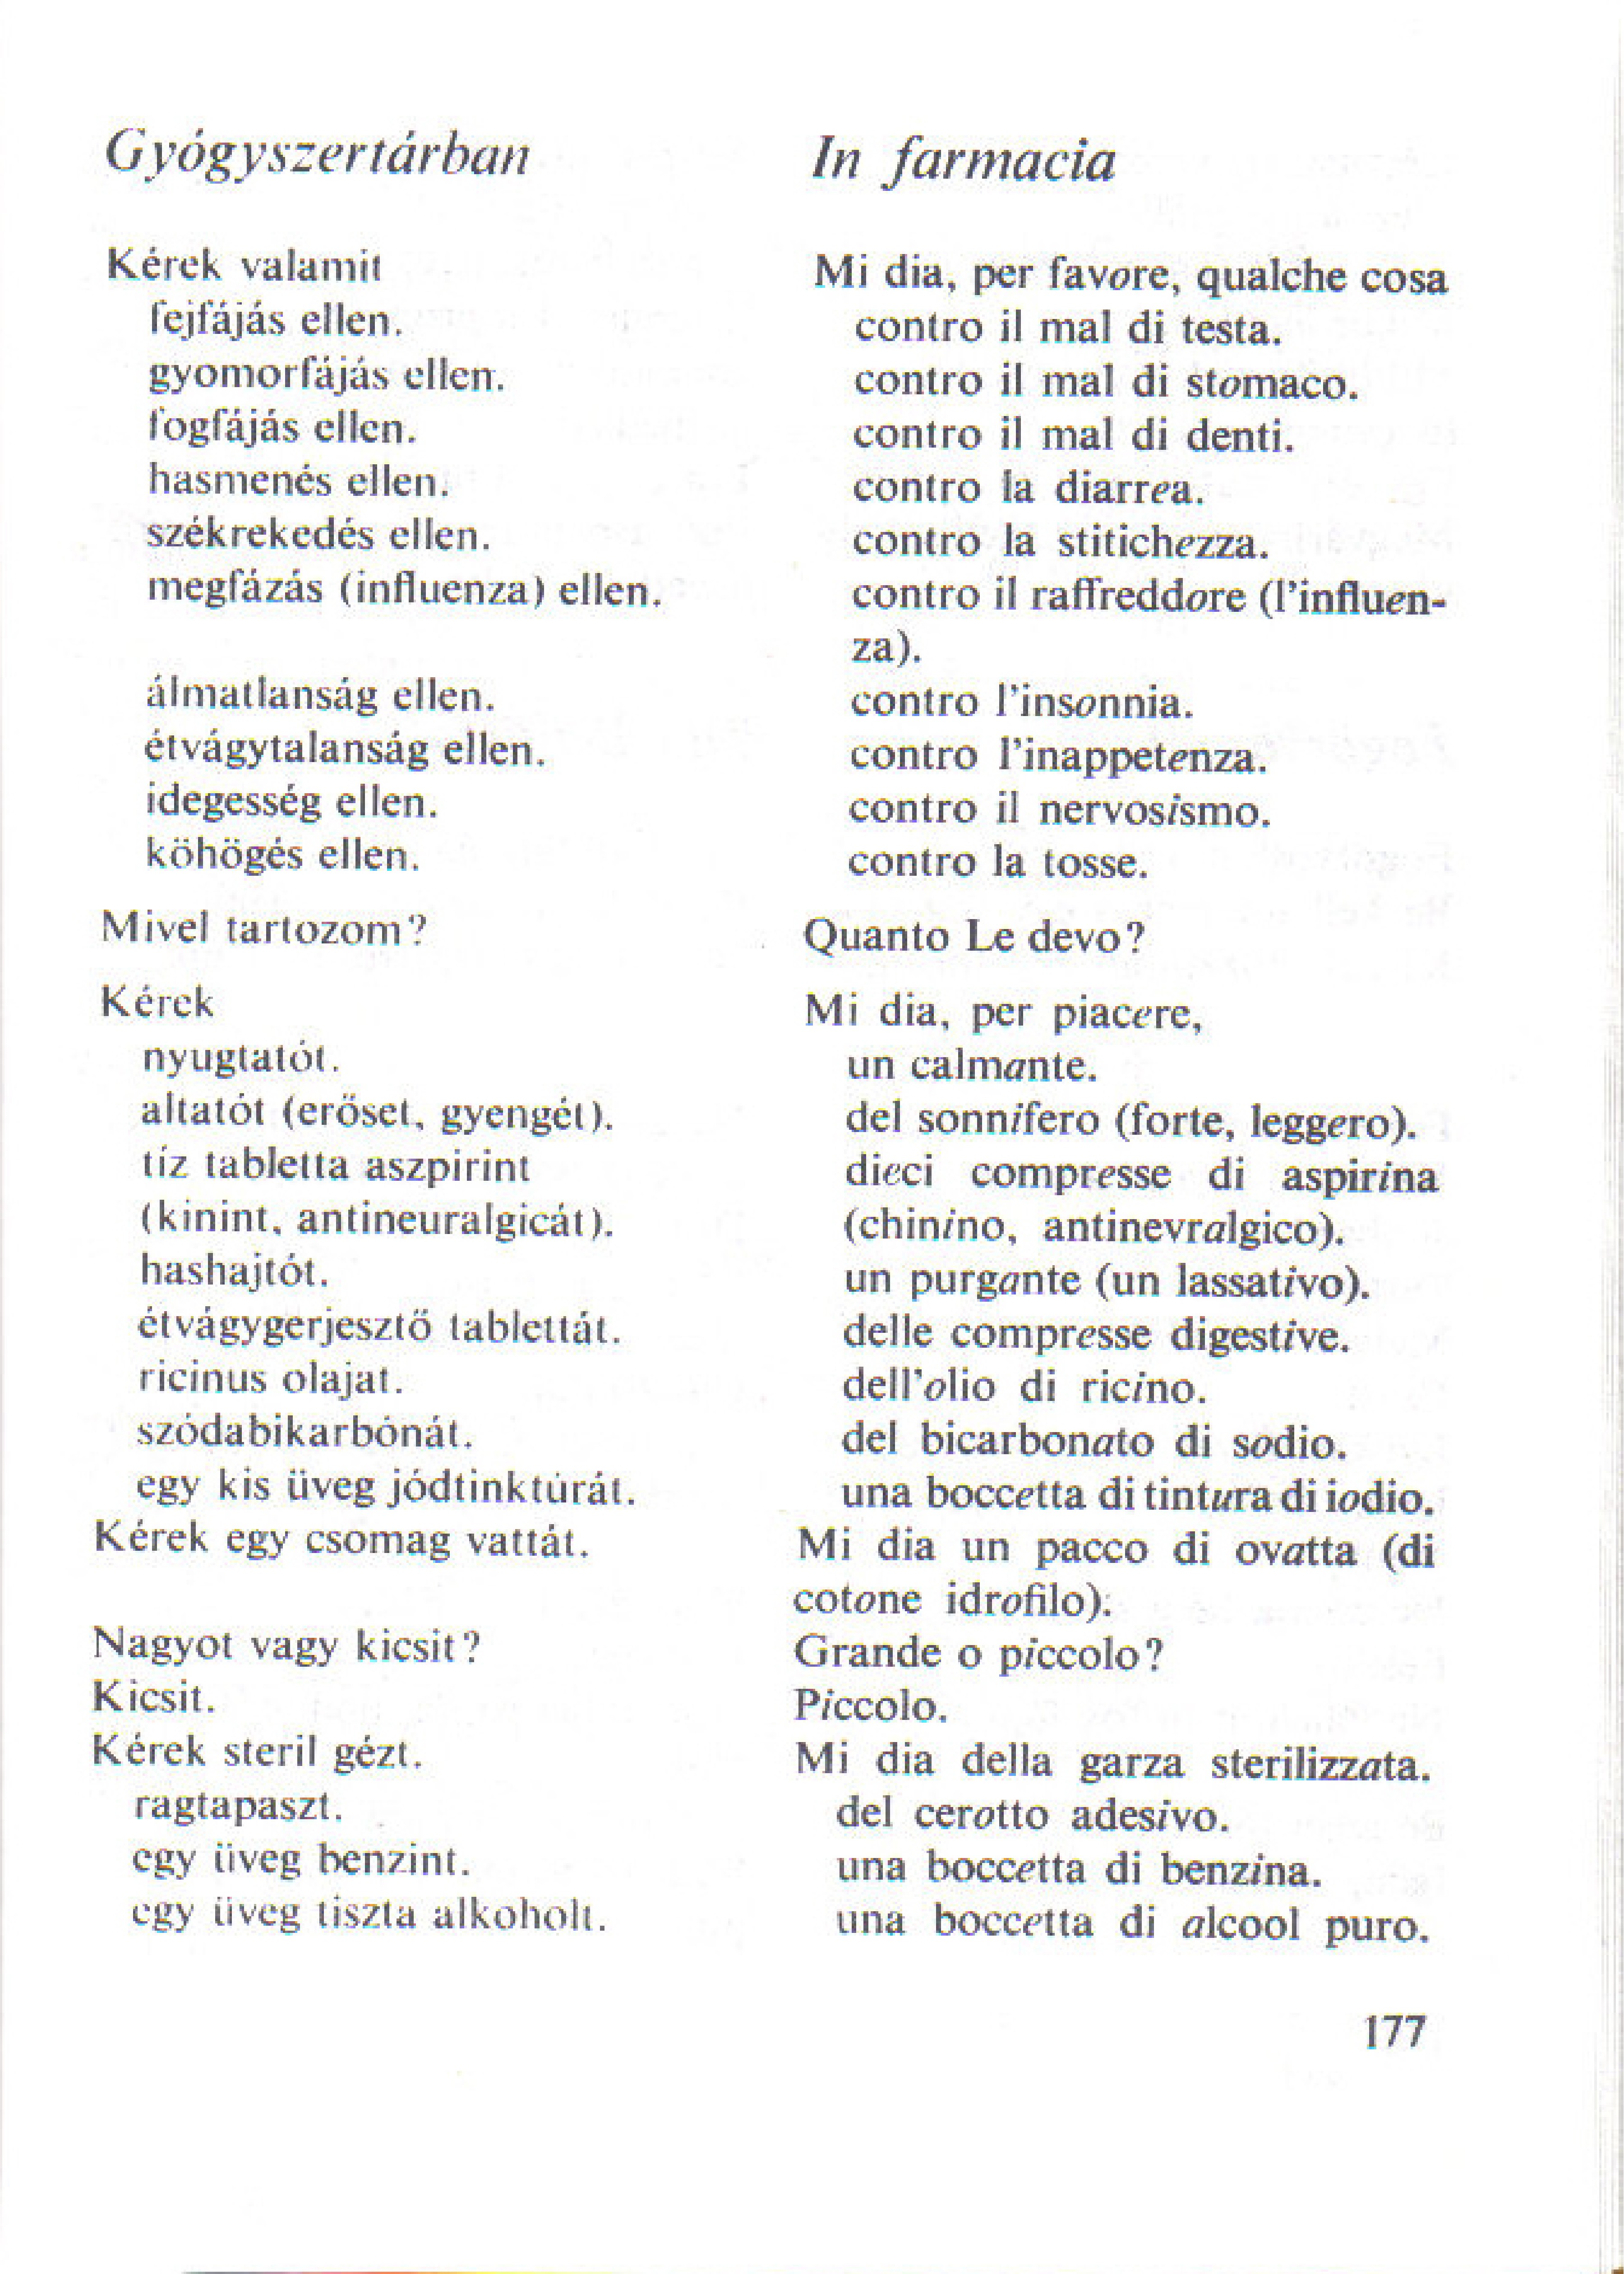 Gyógyszertárban
Kérek valamit
fejfájás ellen.
gyomorfájás ellen.
fogfájás ellen.
hasmenés ellen.
székrekedés ellen.
megfázás (influenza) ellen.
álmatlanság ellen.
étvágytalanság ellen.
idegesség ellen.
köhögés ellen.
Mivel tartozom?
Kérek
nyugtatót.
altatót (erőset, gyengét).
tíz tabletta aszpirint
(kinint, antineuralgicát).
hashajtót.
étvágygerjesztő tablettát.
ricinus olajat.
szódabikarbónát.
egy kis üveg jódtinktúrát.
Kérek egy csomag vattát.
Nagyot vagy kicsit?
Kicsit.
Kérek steril gézt.
ragtapaszt.
egy üveg benzint.
egy üveg tiszta alkoholt.
In farmacia
Mi dia, per favore, qualche cosa
contro il mal di testa.
contro il mal di stomaco.
contro il mal di denti.
contro la diarrea.
contro la stitichezza.
contro il raffreddore (l'influen-
za).
contro l'insonnia.
contro l'inappetenza.
contro il nervosismo.
contro la tosse.
Quanto Le devo?
Mi dia, per piacere,
un calmante.
del sonnifero (forte, leggero).
dieci compresse di aspirina
(chinino, antinevralgico).
un purgante (un lassativo).
delle compresse digestive.
dell'olio di ricino.
del bicarbonato di sodio.
una boccetta di tintura di iodio.
Mi dia un pacco di ovatta (di
cotone idrofilo).
Grande o piccolo?
Piccolo.
Mi dia della garza sterilizzata.
del cerotto adesivo.
una boccetta di benzina.
una boccetta di alcool puro.
177